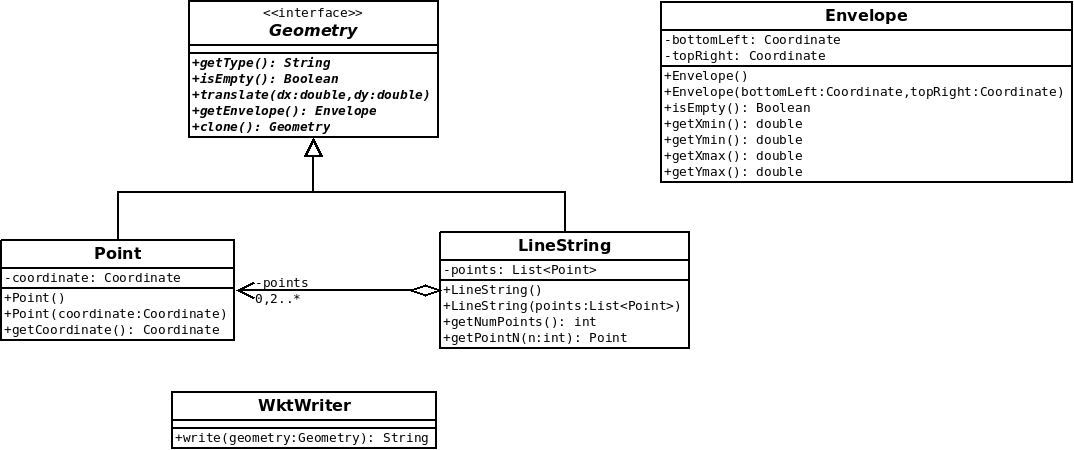 <<interface>>
Geometry
+getType(): String
+isEmpty(): Boolean
+translate(dx:double,dy:double)
+getEnvelope(): Envelope
+clone(): Geometry
Envelope
-bottomLeft: Coordinate
-topRight: Coordinate
+Envelope()
+Envelope(bottomLeft:Coordinate,topRight:Coordinate)
+isEmpty(): Boolean
+getXmin(): double
+getYmin(): double
+getXmax(): double
+getYmax(): double
Point
-coordinate: Coordinate
+Point()
+Point(coordinate:Coordinate)
+getCoordinate(): Coordinate
-points
0,2..*
LineString
-points: List<Point>
+LineString()
+LineString(points:List<Point>)
+getNumPoints(): int
+getPointN(n:int): Point
WktWriter
+write(geometry:Geometry): String